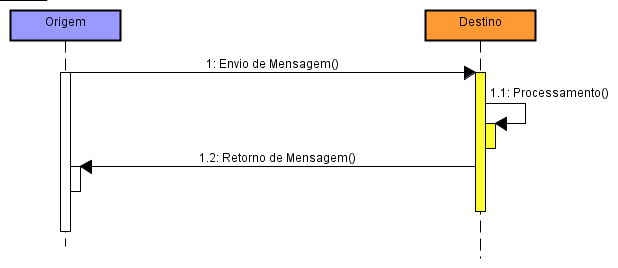 Origem
Destino
1: Envio de Mensagem()
1.1: Processamento()
1.2: Retorno de Mensagem()